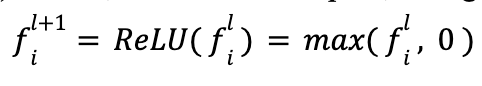 f_i^{l+1} = ReLU(f_i^l) = max(f_i^l, 0)